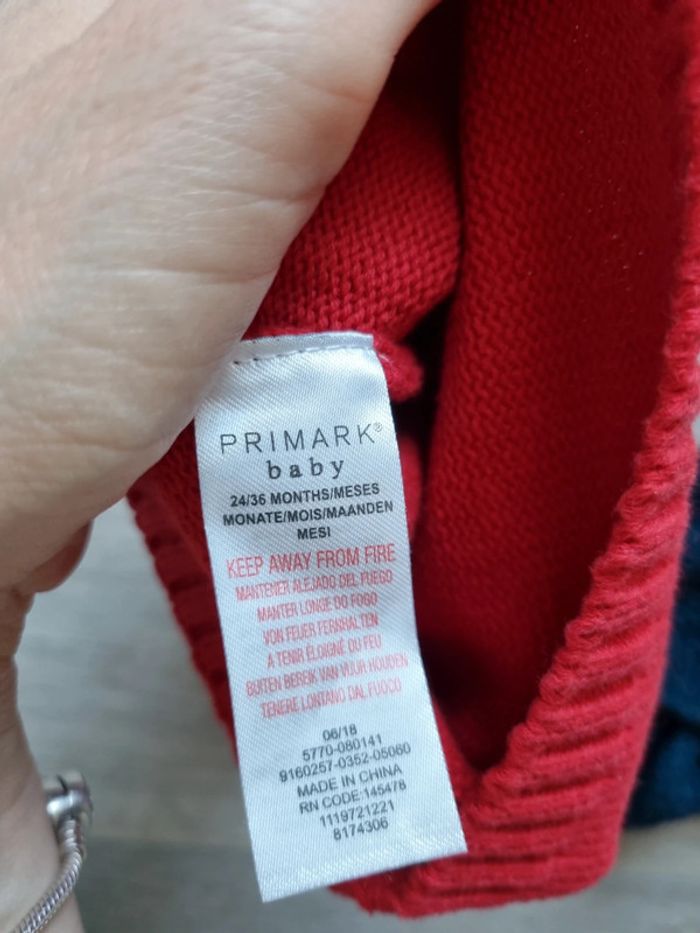 PRIMARK®
baby
24/36 MONTHS/MESES
MONATE/MOIS/MAANDEN
MESI
KEEP AWAY FROM FIRE
MANTENER ALEJADO DEL FUEGO
MANTER LONGE DO FOGO
VON FEUER FERNHALTEN
A TENIR ÉLOIGNÉ DU FEU
BUITEN BEREIK VAN VUUR HOUDEN
TENERE LONTANO DAL FUOCO
06/18
5770-080141
9160257-0352-05060
MADE IN CHINA
RN CODE:145478
1119721221
8174306